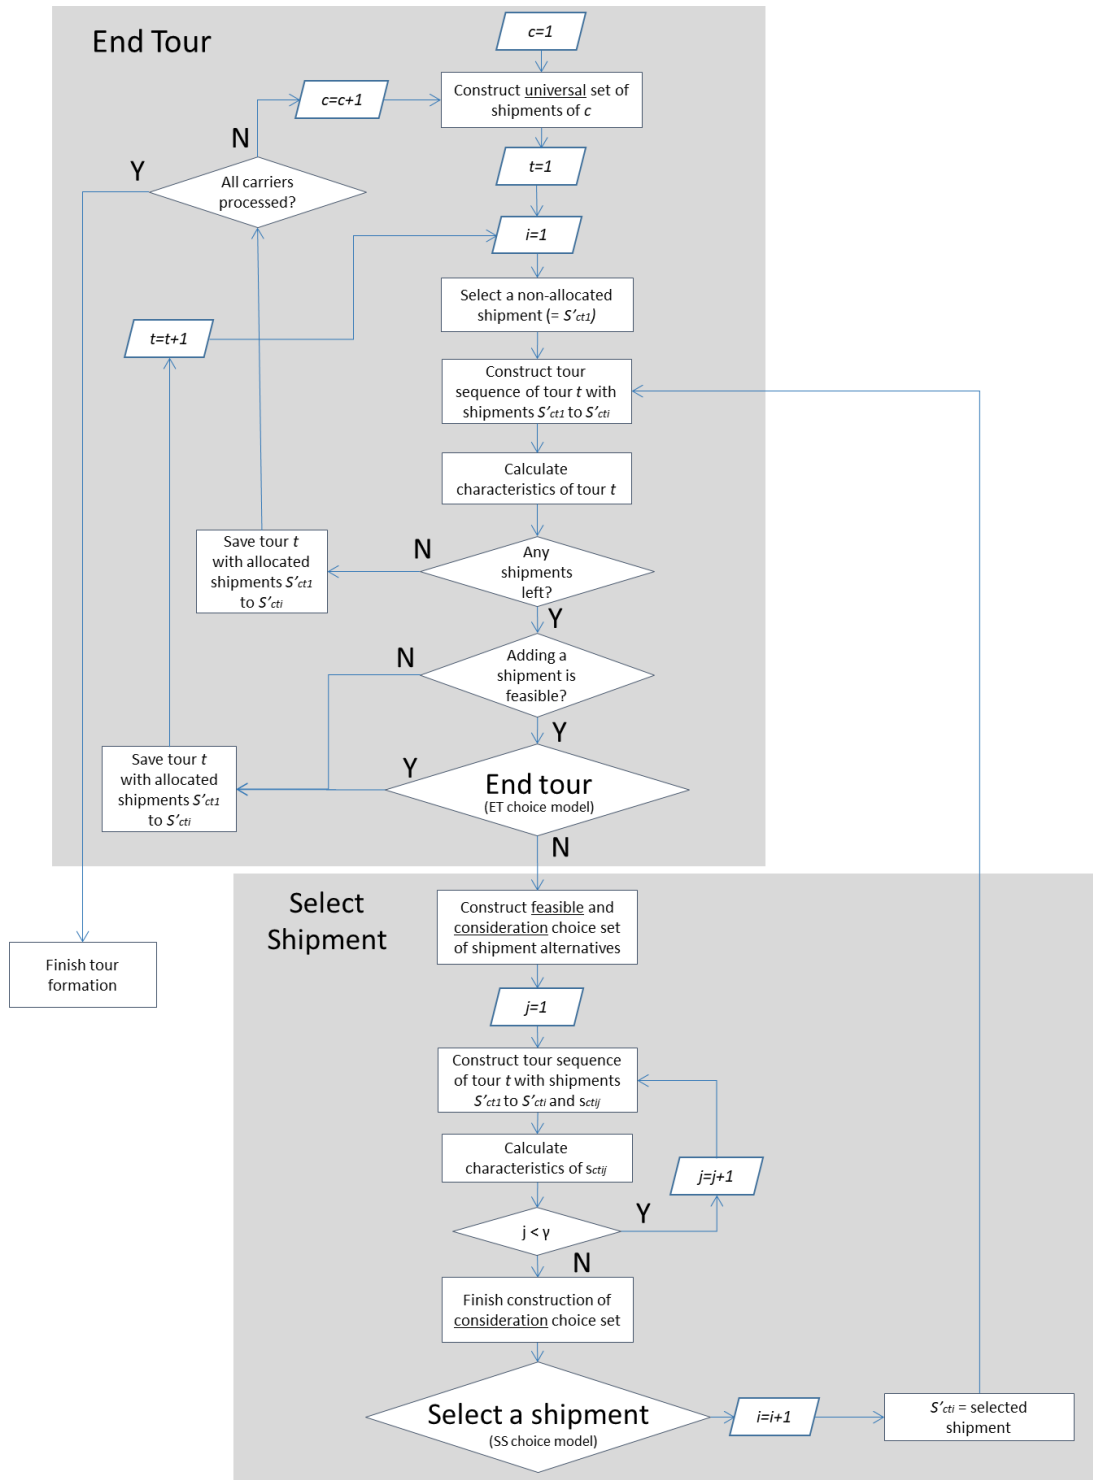 End Tour
c=1
c=c+1
Construct universal set of
shipments of c
N
Y
t=1
All carriers
processed?
i=1
Select a non-allocated
shipment (= S'ct1)
t=t+1
Construct tour
sequence of tour t with
shipments S'ct1 to S'cti
Calculate
characteristics of tour t
Save tour t
with allocated
shipments S'ct1
to S'cti
N
Any
shipments
left?
Y
N
Adding a
shipment is
feasible?
Y
Save tour t
with allocated
shipments S'ct1
to S'cti
Y
End tour
(ET choice model)
N
Select
Shipment
Construct feasible and
consideration choice set
of shipment alternatives
Finish tour
formation
j=1
Construct tour sequence
of tour t with shipments
S'ct1 to S'cti and sctij
Calculate
characteristics of sctij
j=j+1
j < γ
Y
N
Finish construction of
consideration choice set
Select a shipment
(SS choice model)
i=i+1
S'cti = selected
shipment